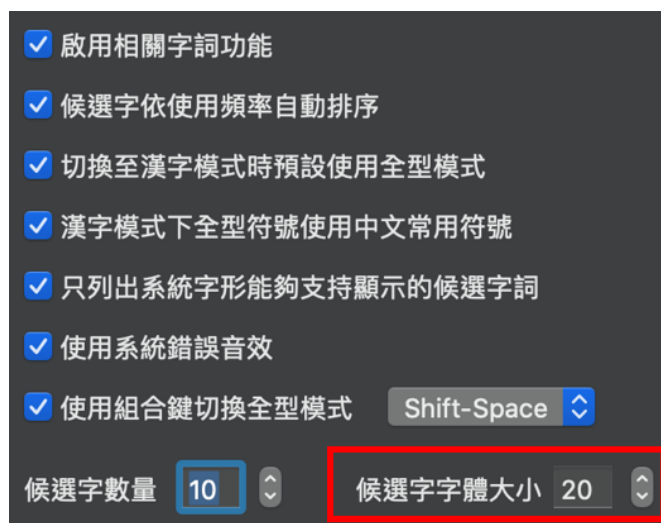 啟用相關字詞功能
候選字依使用頻率自動排序
切換至漢字模式時預設使用全型模式
漢字模式下全型符號使用中文常用符號
只列出系統字形能夠支持顯示的候選字詞
使用系統錯誤音效
使用組合鍵切換全型模式 Shift-Space
候選字數量 10 候選字字體大小 20